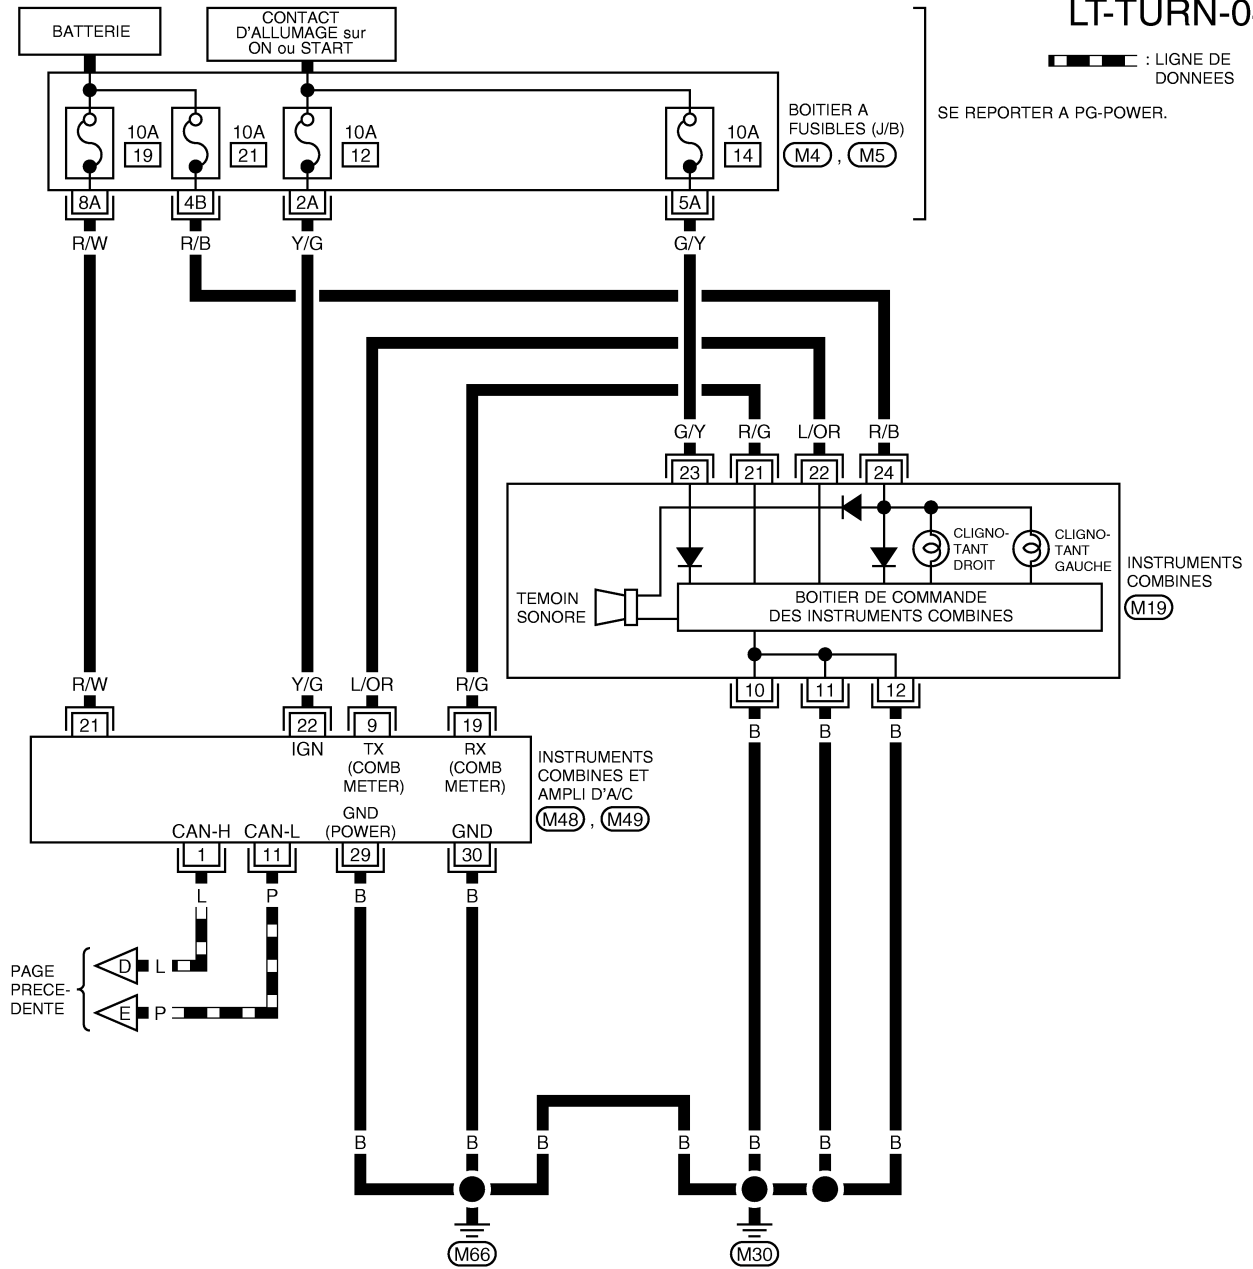 LT-TURN-0
BATTERIE
CONTACT
D'ALLUMAGE sur
ON ou START
: LIGNE DE
DONNEES
10A
19
10A
21
10A
12
10A
14
BOITIER A
FUSIBLES (J/B)
M4 , M5
SE REPORTER A PG-POWER.
8A
4B
2A
5A
R/W
R/B
Y/G
G/Y
G/Y
R/G
L/OR
R/B
23
21
22
24
CLIGNO-
TANT
DROIT
CLIGNO-
TANT
GAUCHE
TEMOIN
SONORE
BOITIER DE COMMANDE
DES INSTRUMENTS COMBINES
INSTRUMENTS
COMBINES
M19
10
11
12
B
B
B
R/W
Y/G
L/OR
R/G
21
22
9
19
IGN
TX
(COMB
METER)
RX
(COMB
METER)
INSTRUMENTS
COMBINES ET
AMPLI D'A/C
M48 , M49
CAN-H
CAN-L
GND
(POWER)
GND
1
11
29
30
L
P
B
B
PAGE
PRECE-
DENTE
D
L
E
P
B
B
B
B
B
B
B
M66
M30